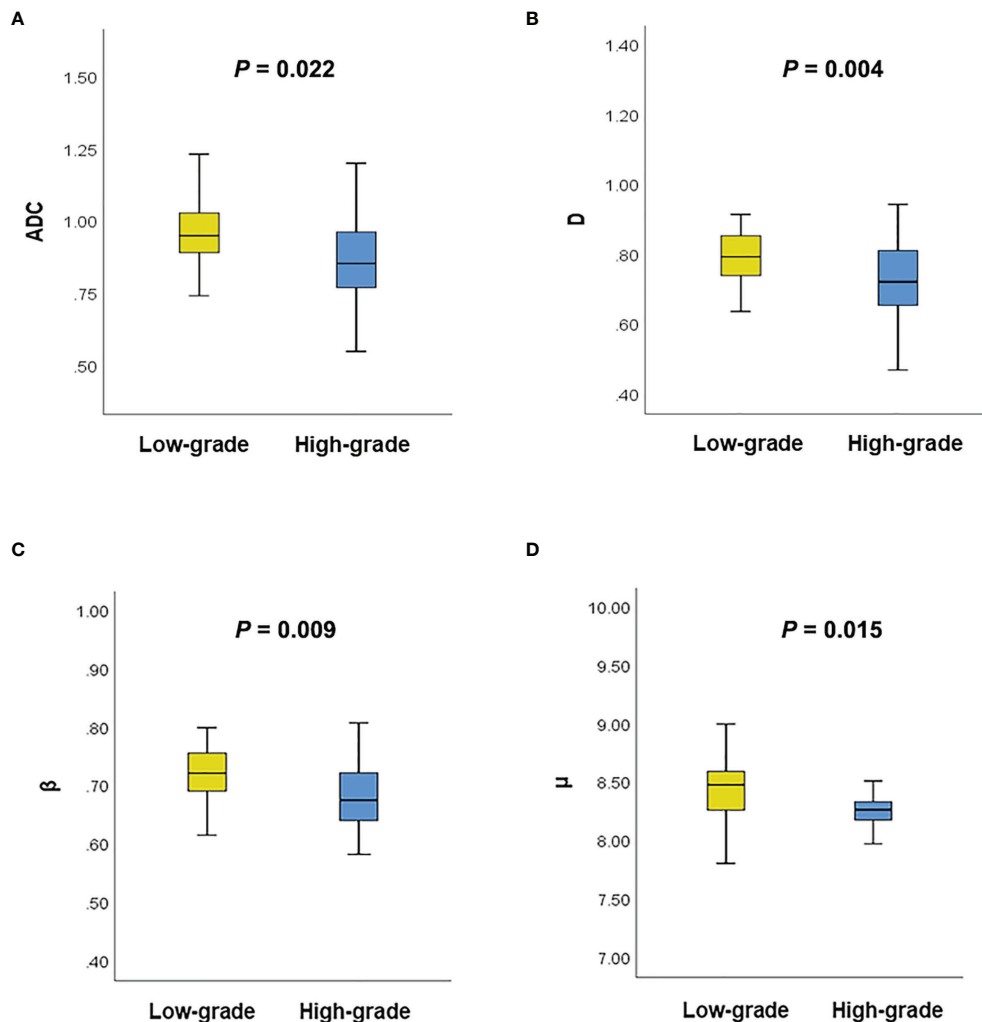 A
P = 0.022
1.50
1.25
1.00
.75
.50
ADC
Low-grade High-grade
B
P = 0.004
1.40
1.20
1.00
.80
.60
.40
D
Low-grade High-grade
C
P = 0.009
1.00
.90
.80
.70
.60
.50
.40
β
Low-grade High-grade
D
P = 0.015
10.00
9.50
9.00
8.50
8.00
7.50
7.00
μ
Low-grade High-grade